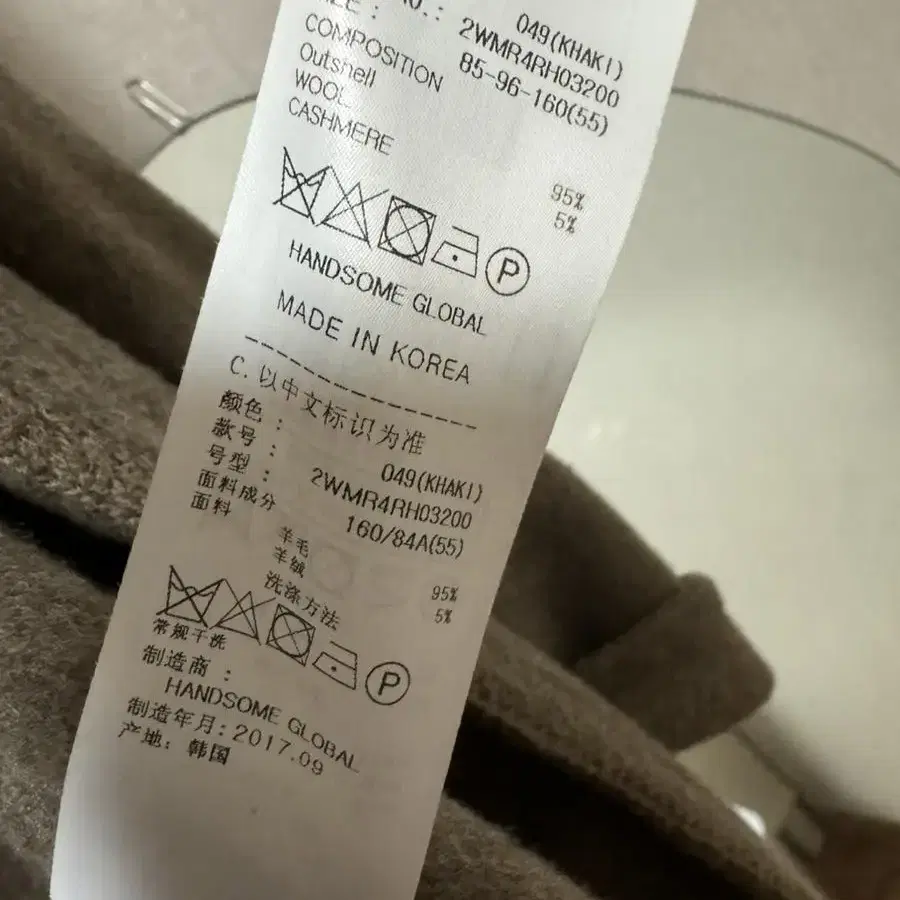 049(KHAKI)
2WMR4RH03200
85-96-160(55)
COMPOSITION
Outshell
WOOL 95%
CASHMERE 5%
P
HANDSOME GLOBAL
MADE IN KOREA
C. 以中文标识为准
颜色: 049(KHAKI)
款号: 2WMR4RH03200
号型: 160/84A(55)
面料成分
面料
羊毛 95%
羊绒 5%
洗涤方法
P
常规干洗
制造商:
HANDSOME GLOBAL
制造年月: 2017.09
产地: 韩国